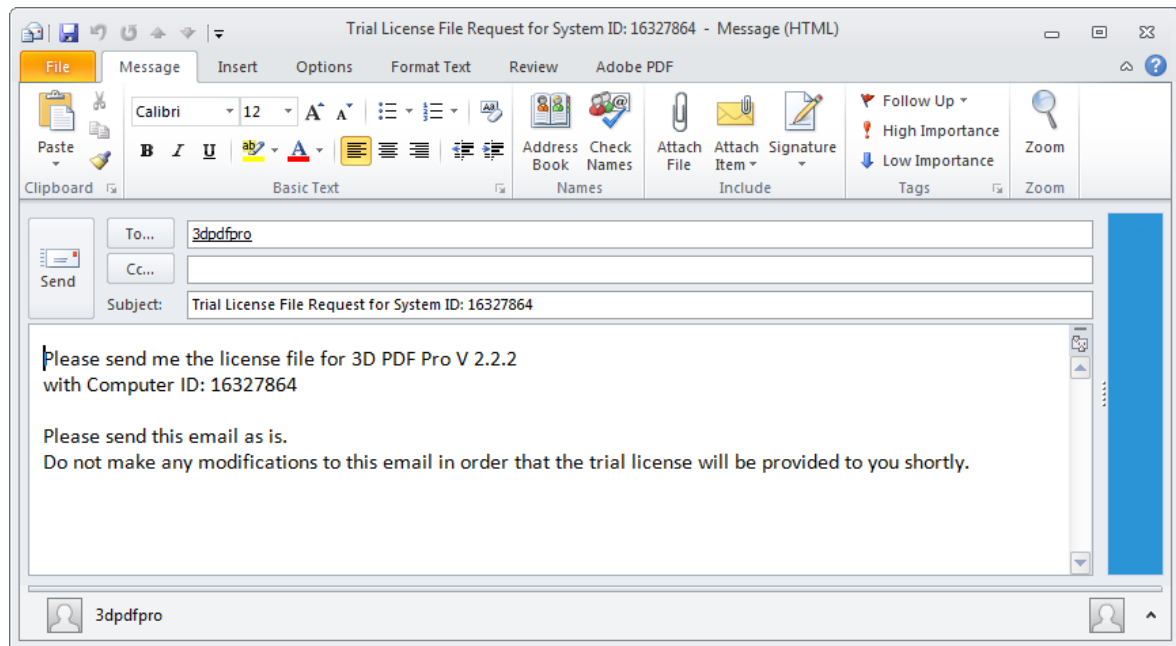 Trial License File Request for System ID: 16327864 - Message (HTML)
File Message Insert Options Format Text Review Adobe PDF
Calibri 12
Paste
B I U
Address Book
Check Names
Attach File
Attach Item
Signature
Follow Up
High Importance
Low Importance
Zoom
Clipboard Basic Text Names Include Tags Zoom
To... 3dpdfpro
Cc...
Send
Subject: Trial License File Request for System ID: 16327864
Please send me the license file for 3D PDF Pro V 2.2.2
with Computer ID: 16327864
Please send this email as is.
Do not make any modifications to this email in order that the trial license will be provided to you shortly.
3dpdfpro